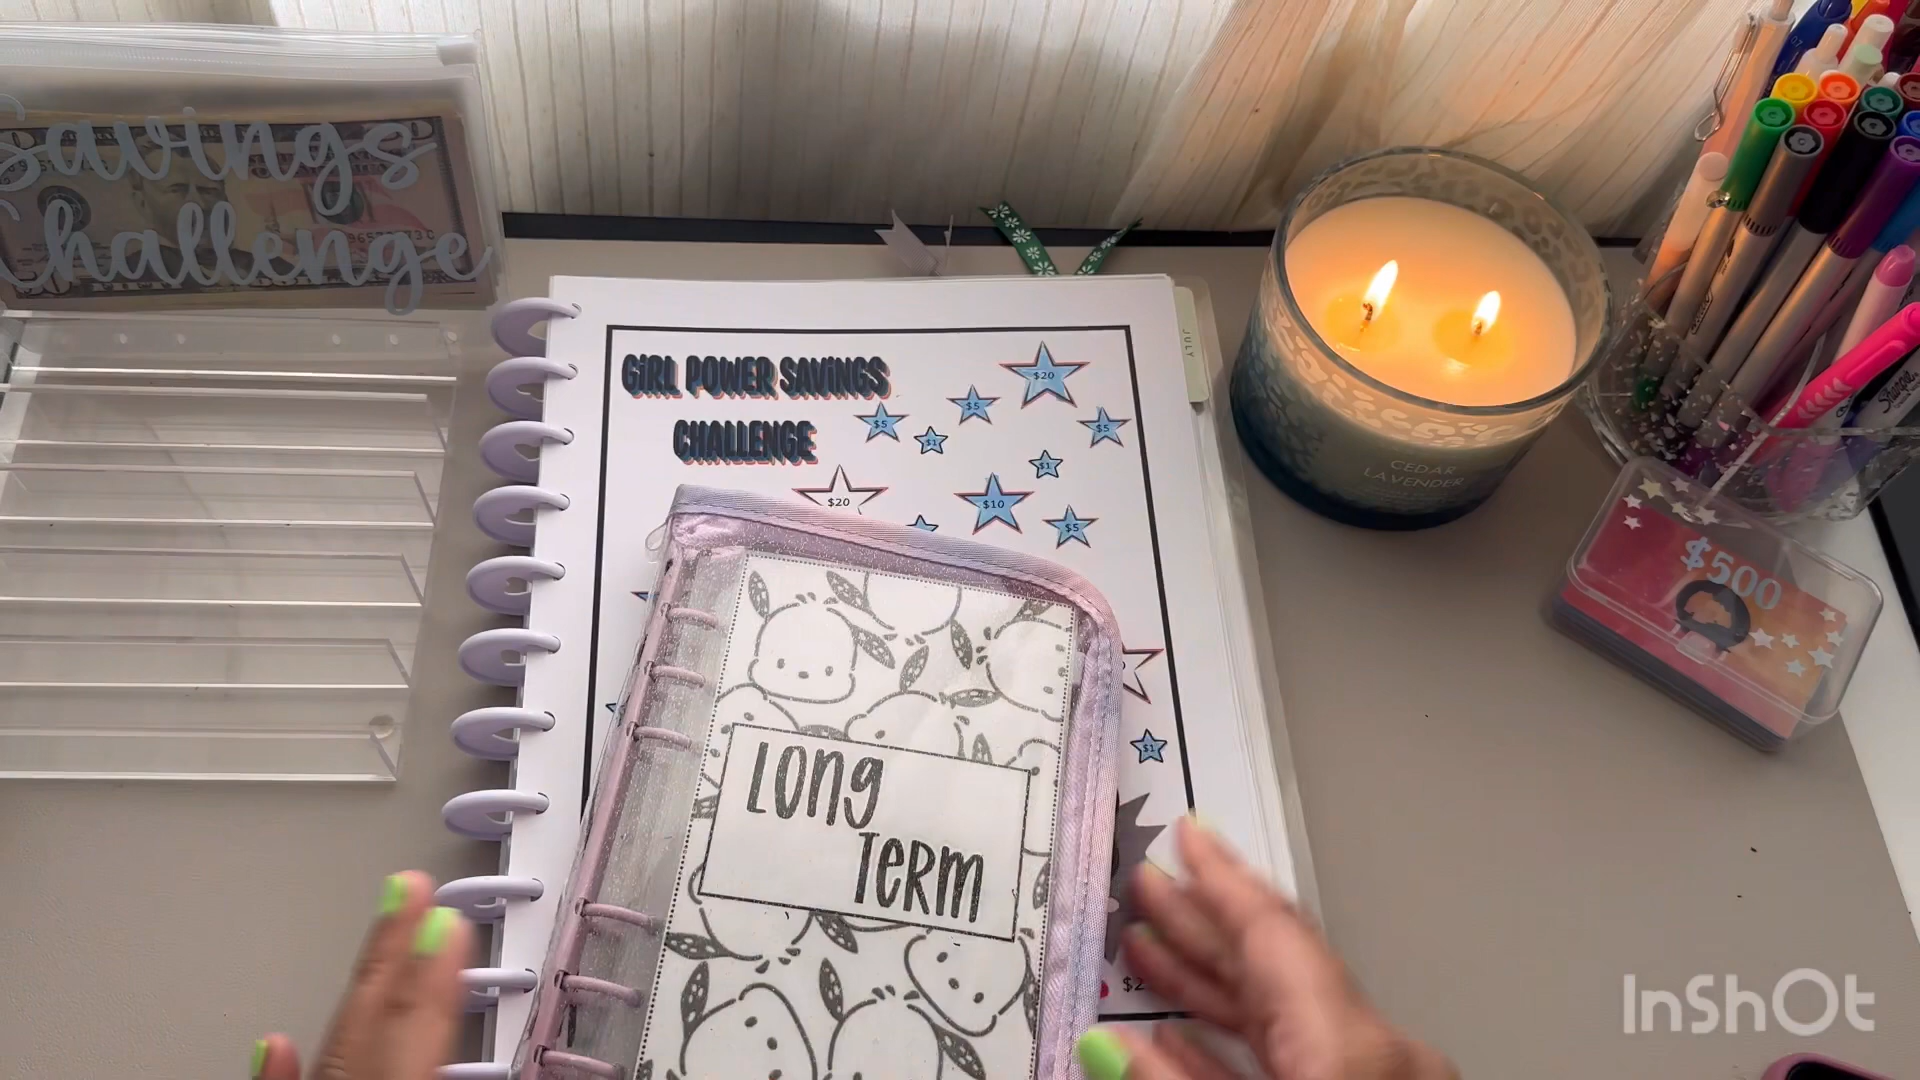 Savings
Challenge
GIRL POWER SAVINGS
CHALLENGE
$20
$5
$5
$1
$5
$1
$20
$10
$5
$1
JULY
Long
Term
CEDAR
LAVENDER
$500
Sharpie
InShOt